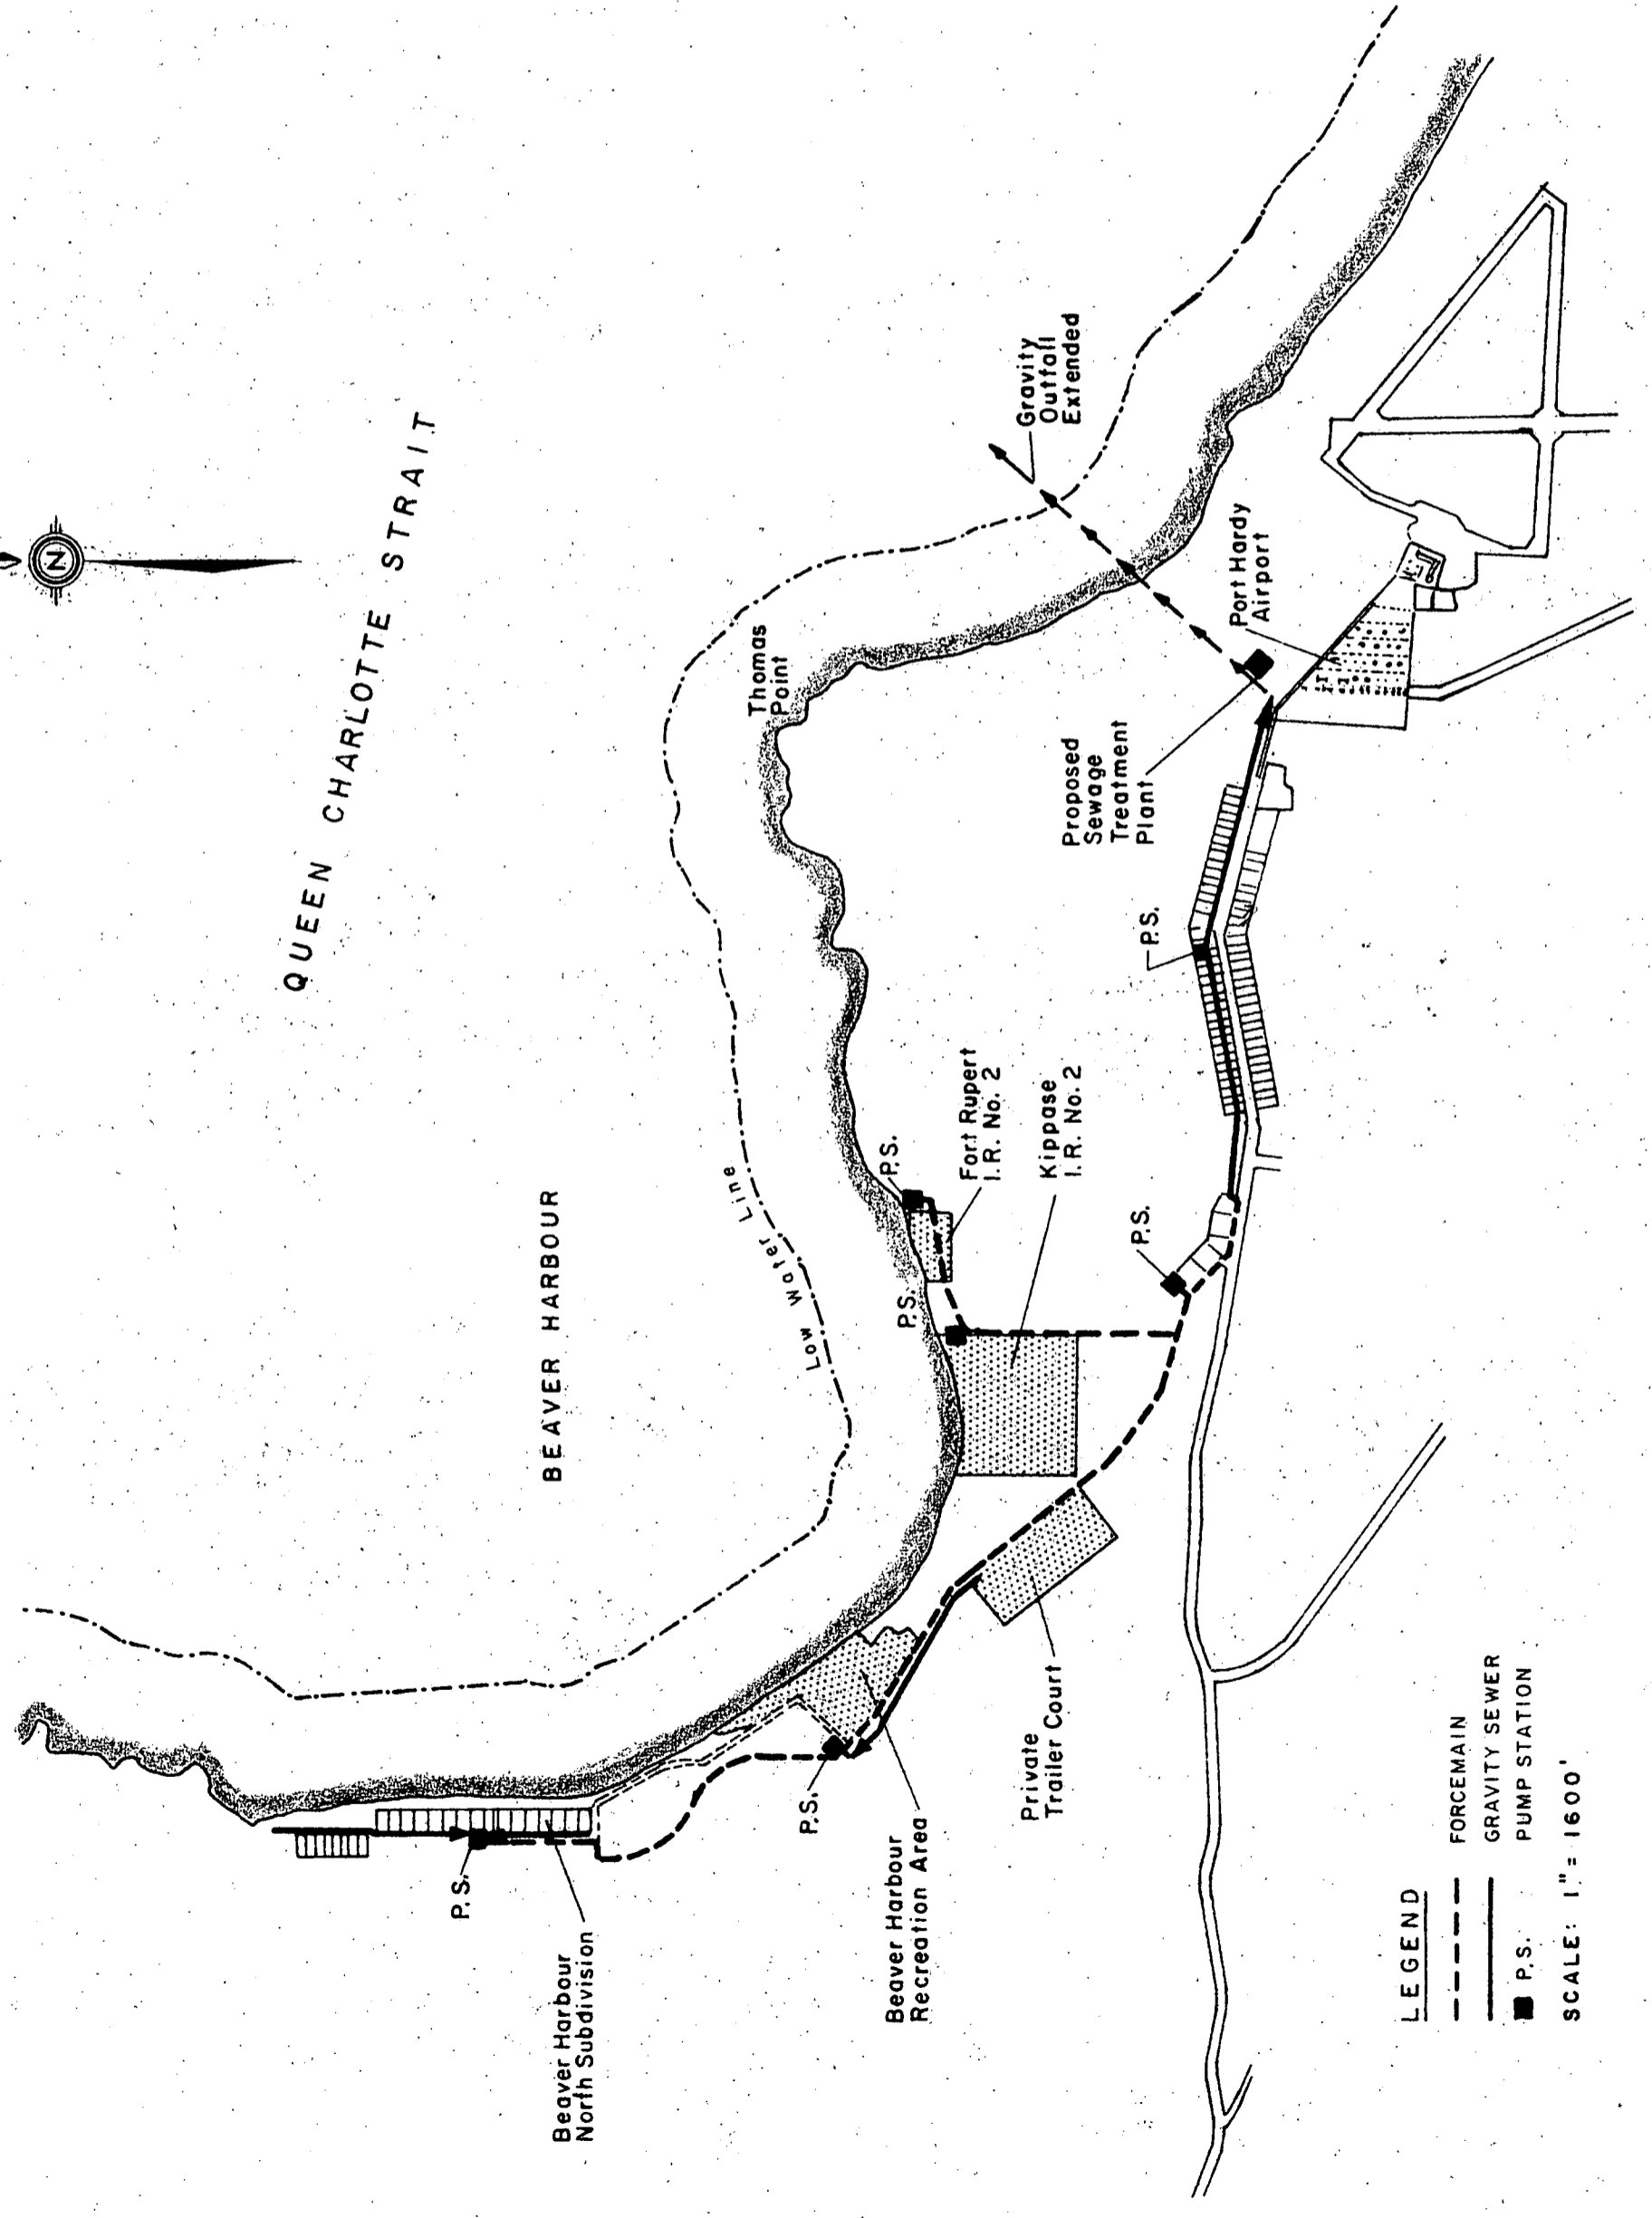 N
QUEEN CHARLOTTE STRAIT
BEAVER HARBOUR
Low Water Line
Thomas
Point
Gravity
Outfall
Extended
Port Hardy
Airport
Proposed
Sewage
Treatment
Plant
P.S.
P.S.
Fort Rupert
I.R. No. 2
Kippase
I.R. No. 2
P.S.
P.S.
P.S.
P.S.
Beaver Harbour
North Subdivision
Beaver Harbour
Recreation Area
Private
Trailer Court
LEGEND
FORCEMAIN
GRAVITY SEWER
P.S. PUMP STATION
SCALE: 1" = 1600'